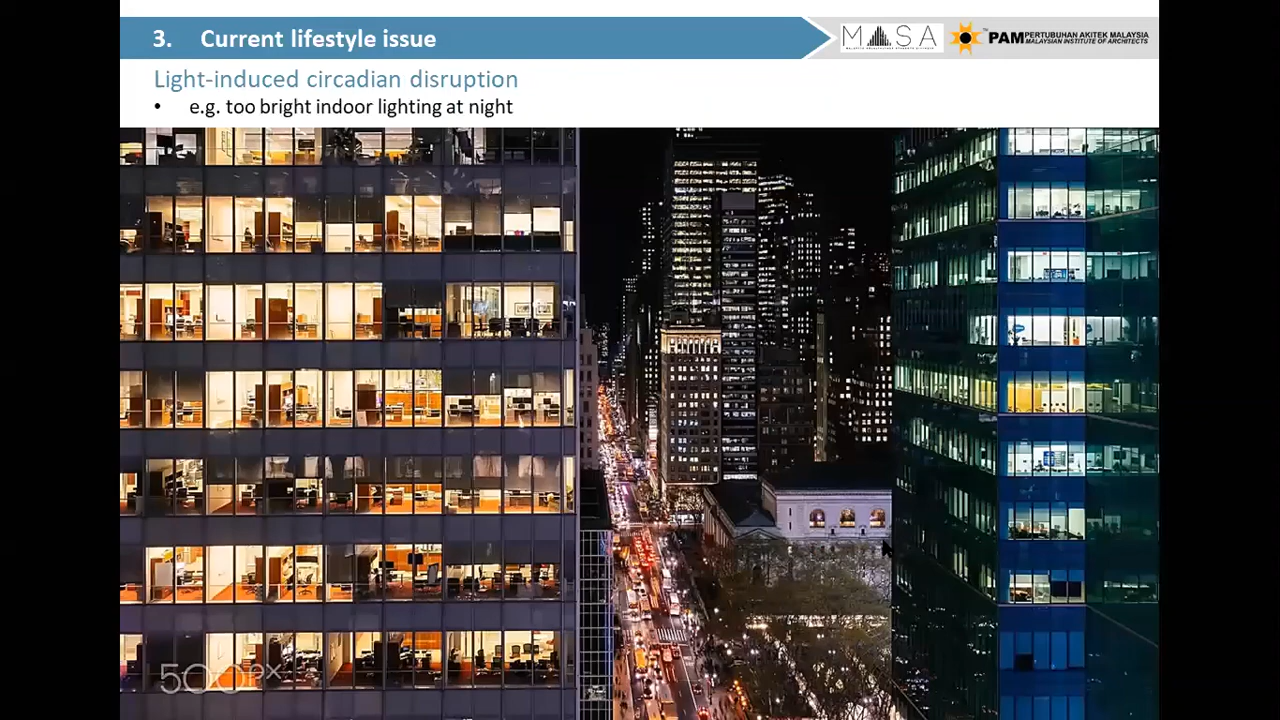 3. Current lifestyle issue
MASA
PAM PERTUBUHAN AKITEK MALAYSIA
MALAYSIAN INSTITUTE OF ARCHITECTS
Light-induced circadian disruption
• e.g. too bright indoor lighting at night
500px